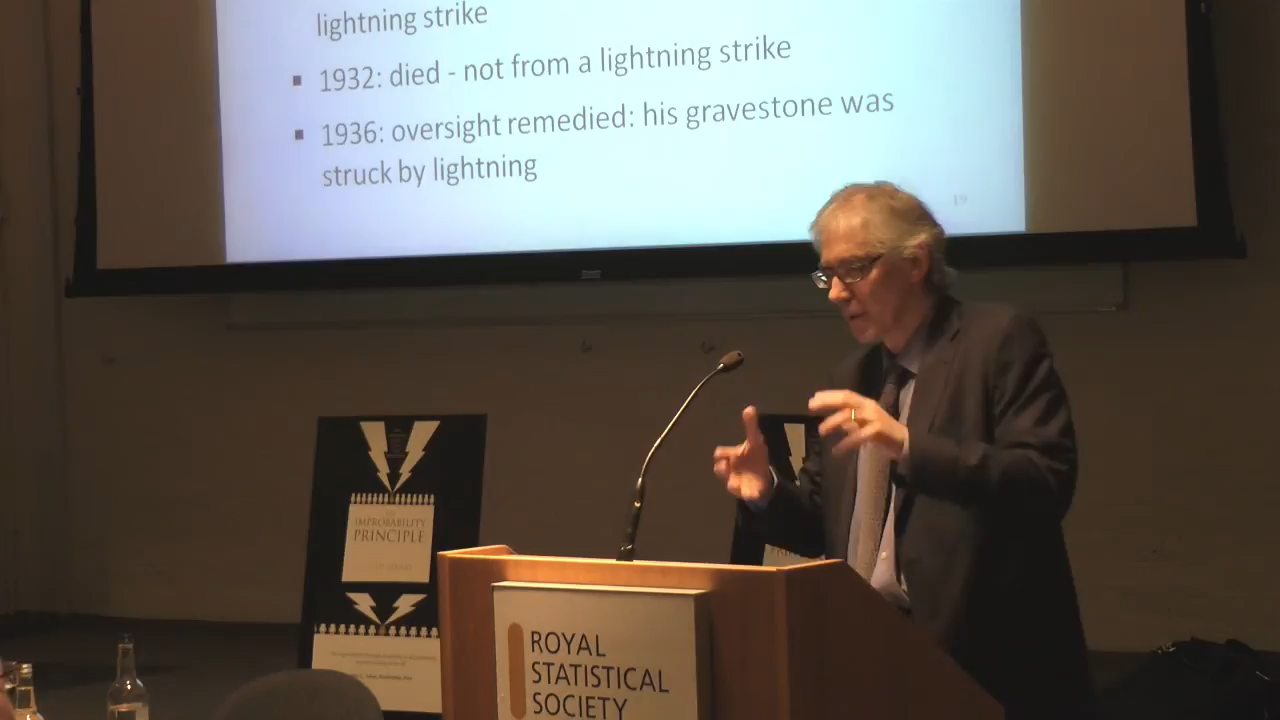 lightning strike
▪ 1932: died - not from a lightning strike
▪ 1936: oversight remedied: his gravestone was
struck by lightning
19
IMPROBABILITY
PRINCIPLE
ROYAL
STATISTICAL
SOCIETY